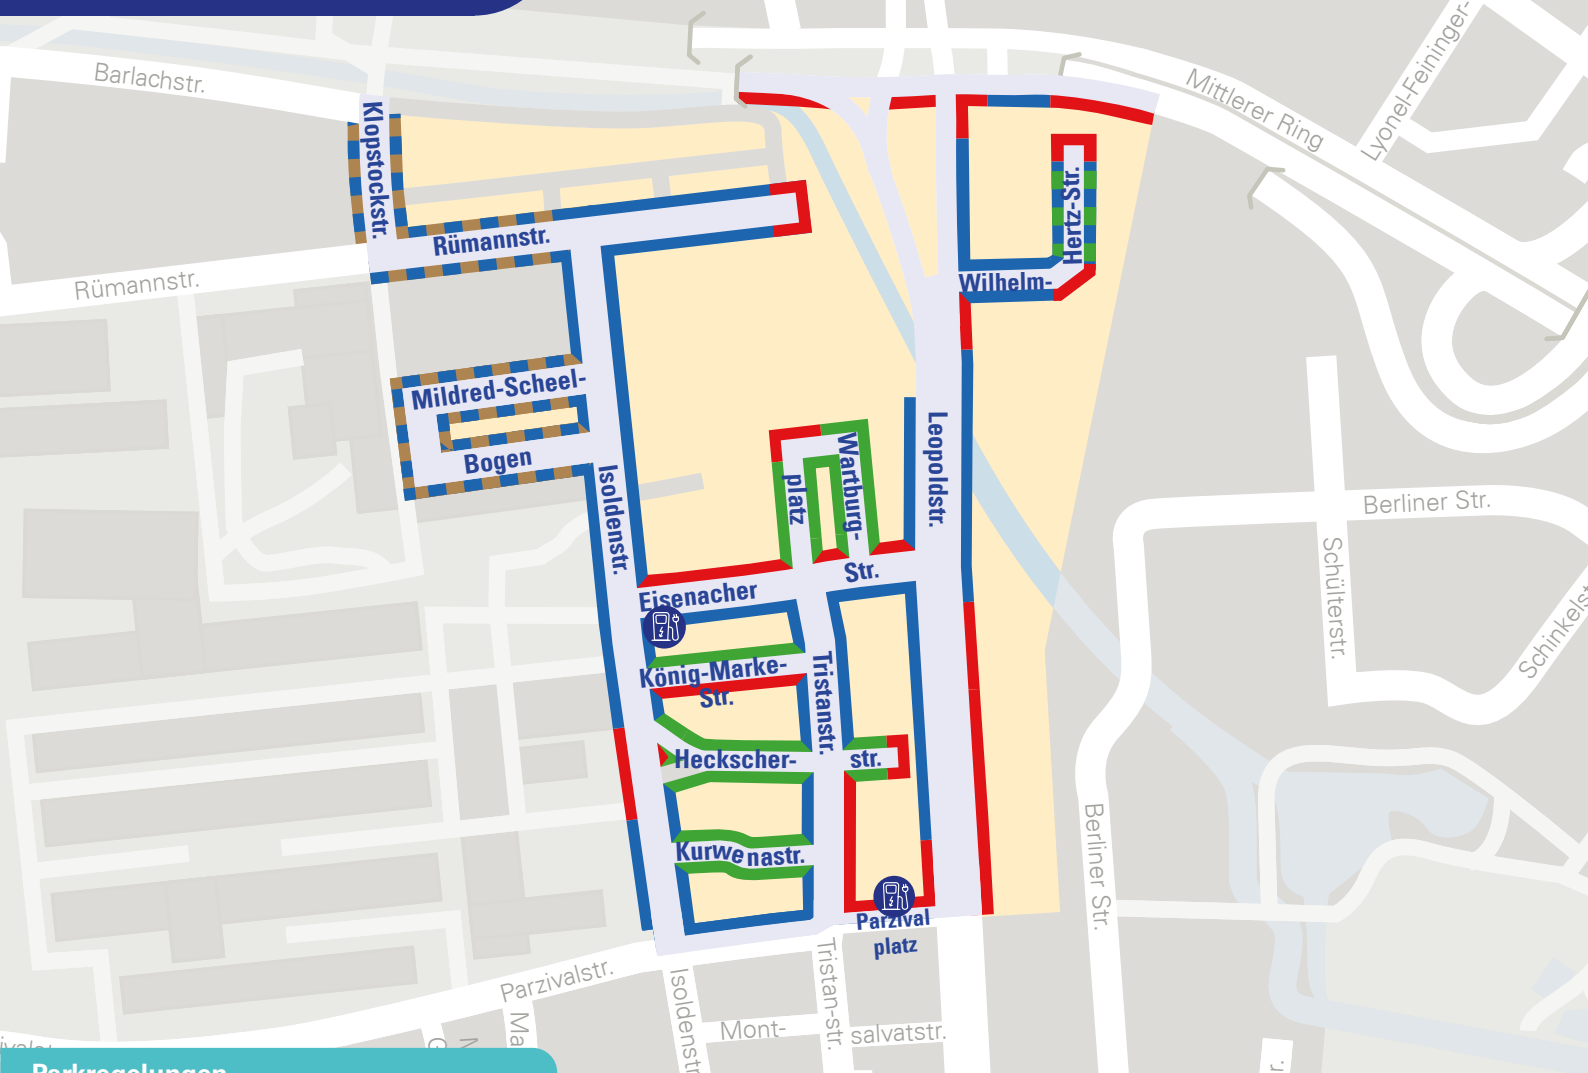 Barlachstr.
Klopstockstr.
Rümannstr.
Rümannstr.
Mittlerer Ring
Lyonel-Feininger-
Hertz-Str.
Wilhelm-
Mildred-Scheel-
Bogen
Isoldenstr.
Wartburg-
platz
Leopoldstr.
Berliner Str.
Schülterstr.
Eisenacher
Str.
König-Marke-
Str.
Tristanstr.
Heckscher-
str.
Kurwenastr.
Parzival
platz
Berliner Str.
Parzivalstr.
Isoldenstr
Tristan-str.
Mont-
salvatstr.
Ma
Parkregelungen